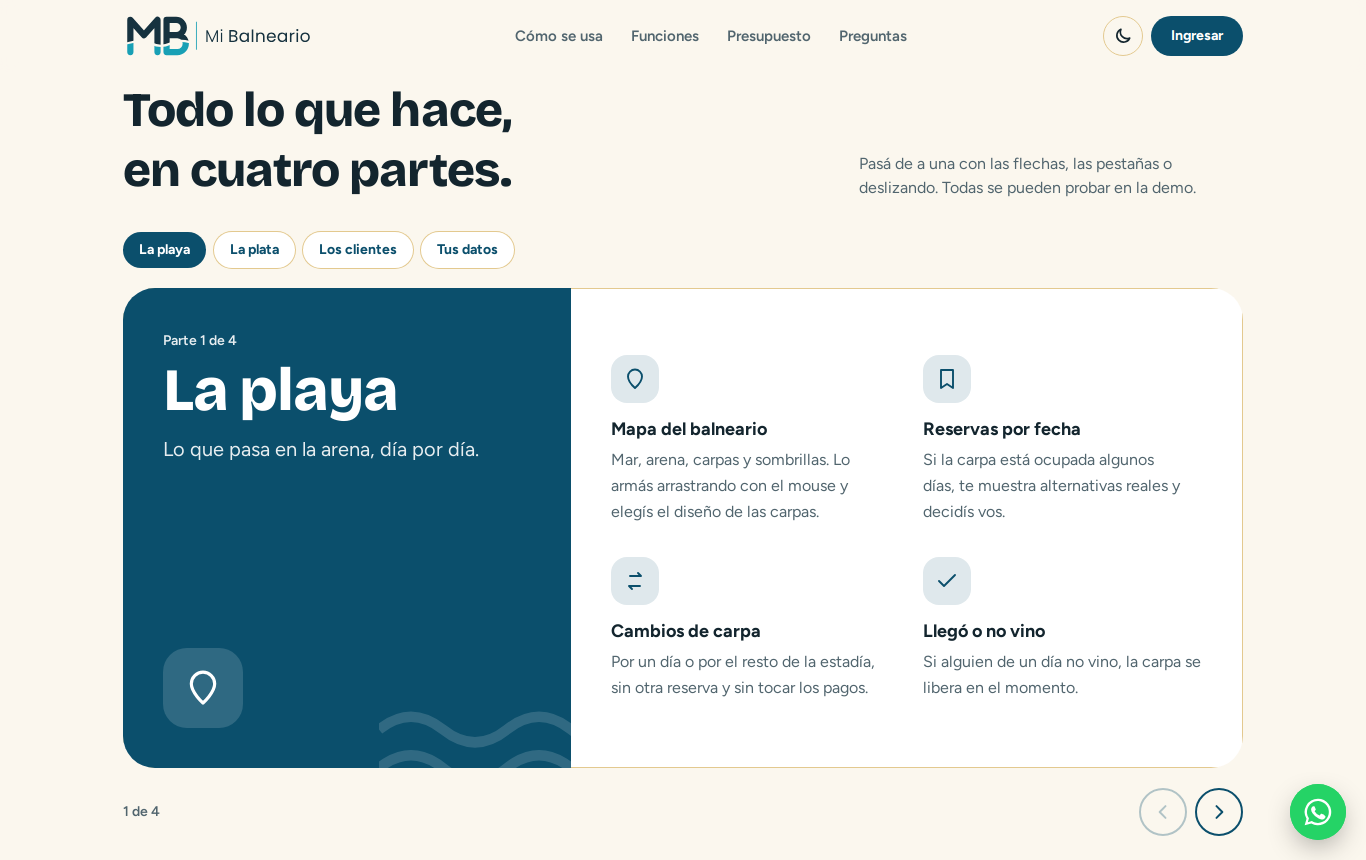 MB | Mi Balneario
Cómo se usa
Funciones
Presupuesto
Preguntas
Ingresar
Todo lo que hace,
en cuatro partes.
Pasá de a una con las flechas, las pestañas o
deslizando. Todas se pueden probar en la demo.
La playa
La plata
Los clientes
Tus datos
Parte 1 de 4
La playa
Lo que pasa en la arena, día por día.
Mapa del balneario
Mar, arena, carpas y sombrillas. Lo
armás arrastrando con el mouse y
elegís el diseño de las carpas.
Reservas por fecha
Si la carpa está ocupada algunos
días, te muestra alternativas reales y
decidís vos.
Cambios de carpa
Por un día o por el resto de la estadía,
sin otra reserva y sin tocar los pagos.
Llegó o no vino
Si alguien de un día no vino, la carpa se
libera en el momento.
1 de 4